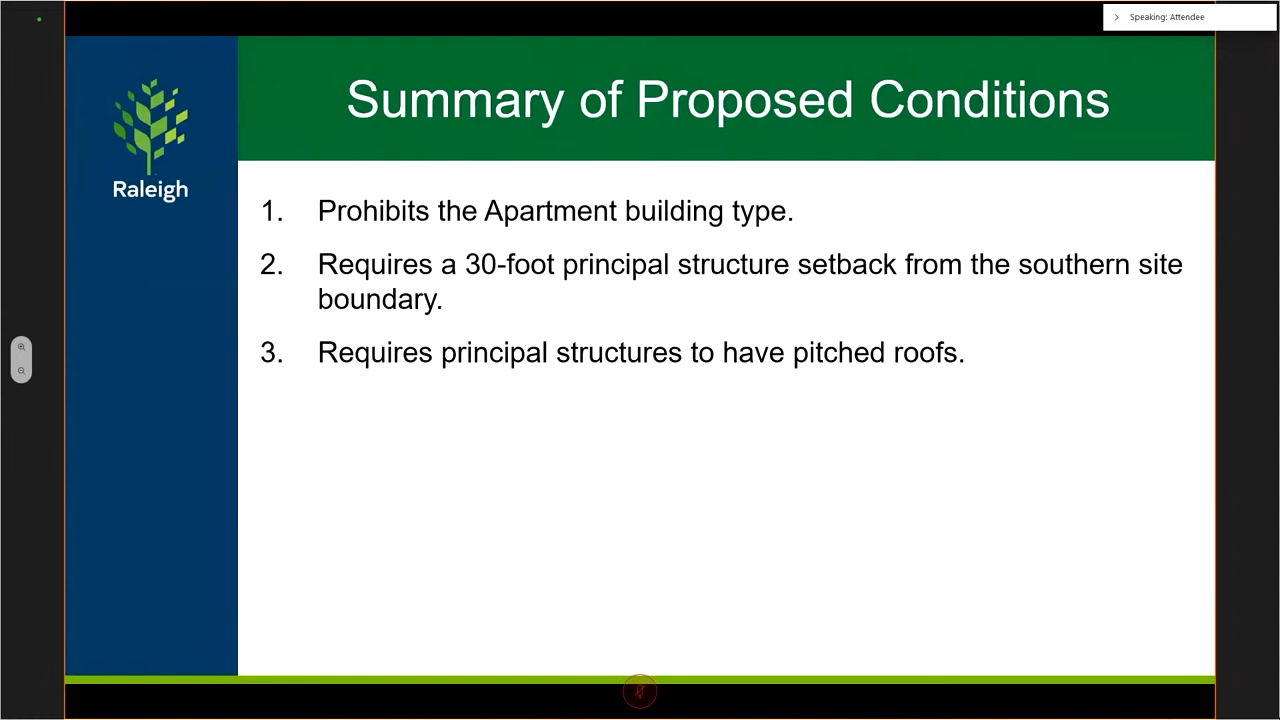 Speaking: Attendee
Summary of Proposed Conditions
Raleigh
1. Prohibits the Apartment building type.
2. Requires a 30-foot principal structure setback from the southern site
boundary.
3. Requires principal structures to have pitched roofs.